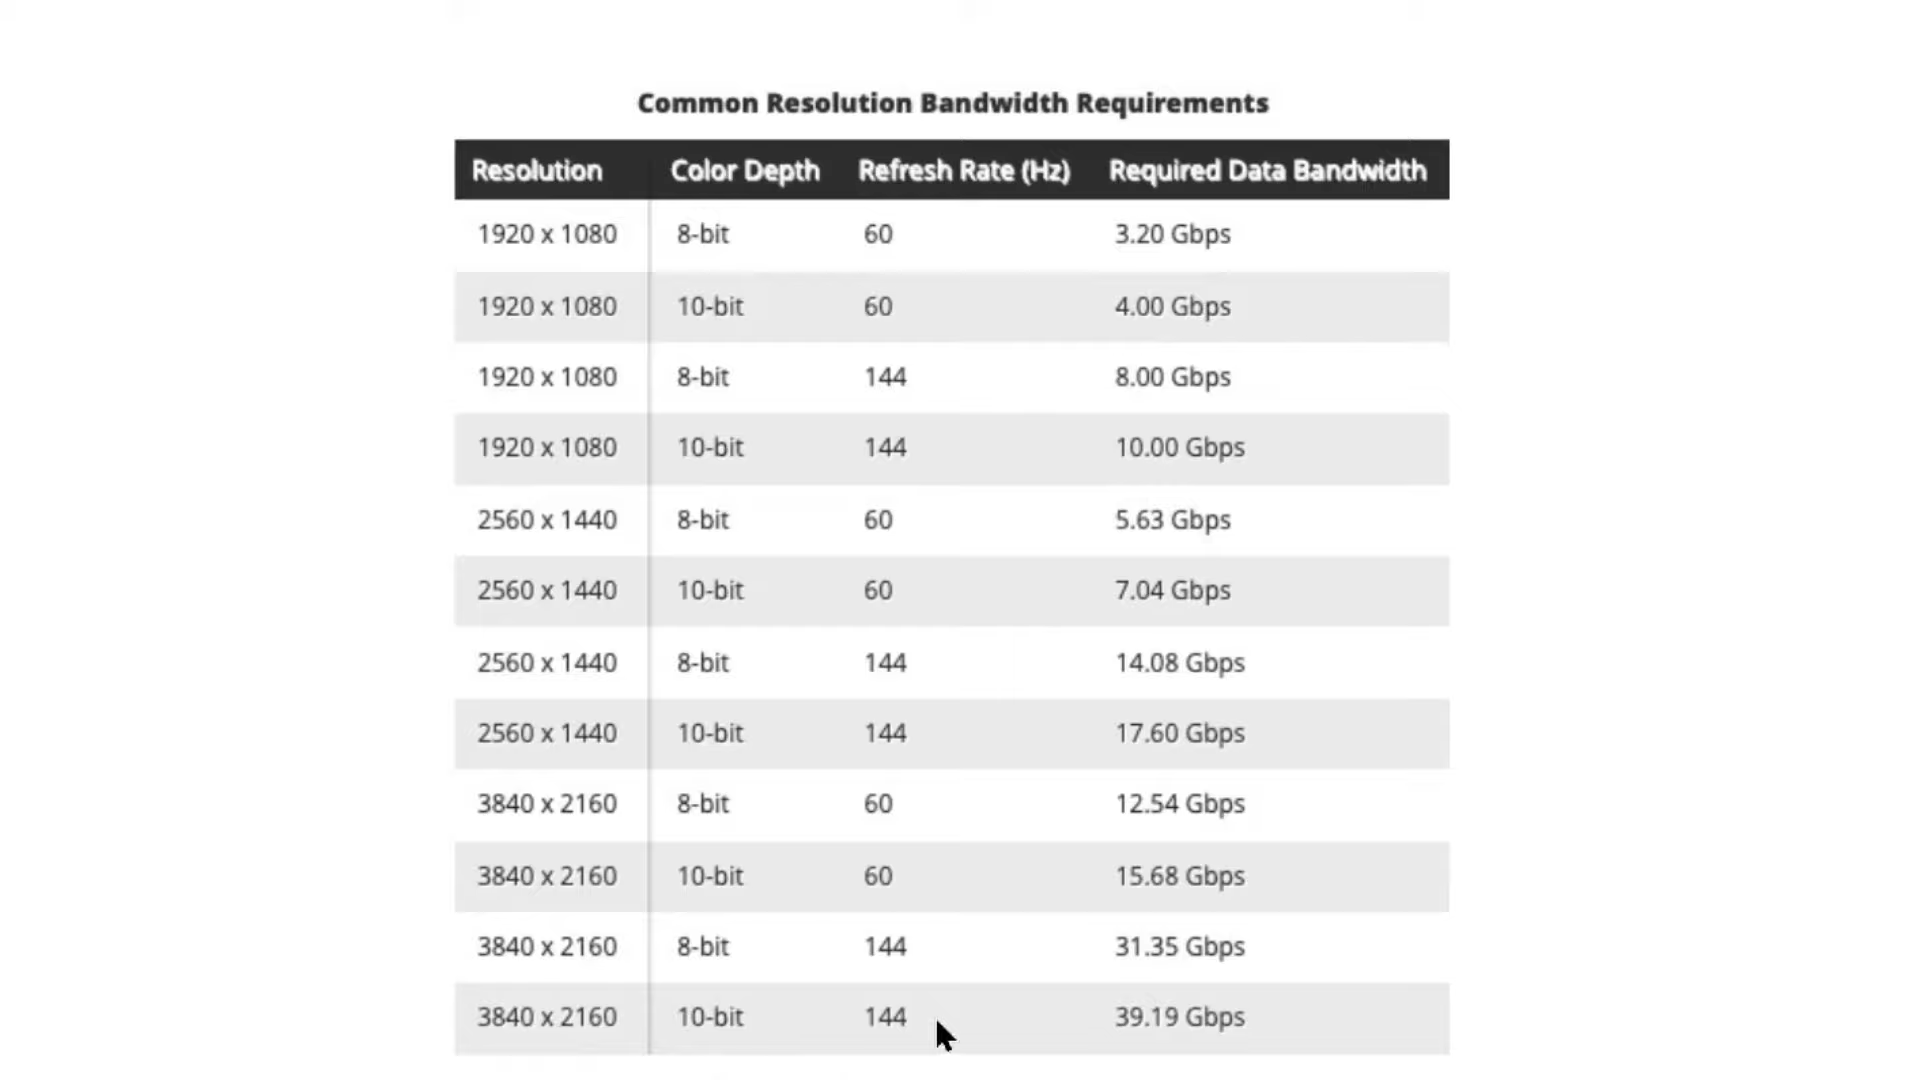 Common Resolution Bandwidth Requirements
Resolution Color Depth Refresh Rate (Hz) Required Data Bandwidth
1920 x 1080 8-bit 60 3.20 Gbps
1920 x 1080 10-bit 60 4.00 Gbps
1920 x 1080 8-bit 144 8.00 Gbps
1920 x 1080 10-bit 144 10.00 Gbps
2560 x 1440 8-bit 60 5.63 Gbps
2560 x 1440 10-bit 60 7.04 Gbps
2560 x 1440 8-bit 144 14.08 Gbps
2560 x 1440 10-bit 144 17.60 Gbps
3840 x 2160 8-bit 60 12.54 Gbps
3840 x 2160 10-bit 60 15.68 Gbps
3840 x 2160 8-bit 144 31.35 Gbps
3840 x 2160 10-bit 144 39.19 Gbps